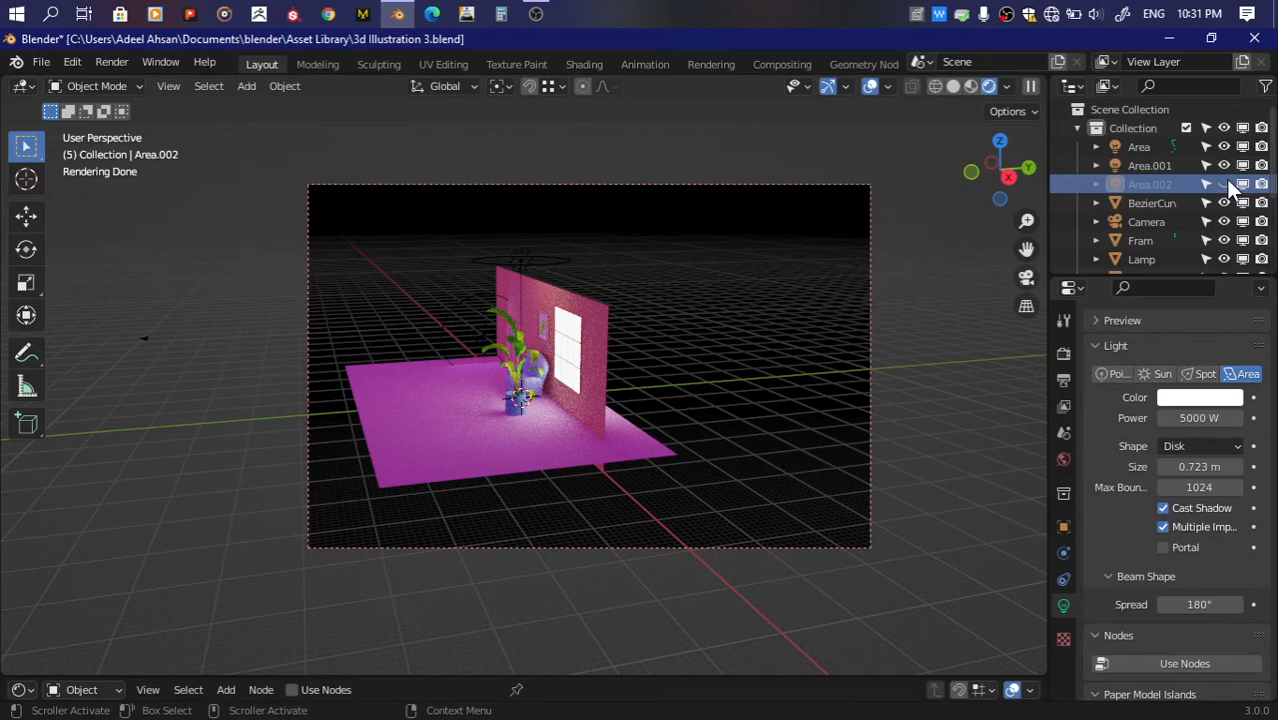 ENG 10:31 PM
Blender* [C:\Users\Adeel Ahsan\Documents\blender\Asset Library\3d Illustration 3.blend]
File Edit Render Window Help Layout Modeling Sculpting UV Editing Texture Paint Shading Animation Rendering Compositing Geometry Nod Scene View Layer
Object Mode View Select Add Object Global
Options
User Perspective
(5) Collection | Area.002
Rendering Done
Z
Y
X
Scene Collection
Collection
Area
Area.001
Area.002
BezierCurv
Camera
Fram
Lamp
Preview
Light
Poi... Sun Spot Area
Color
Power 5000 W
Shape Disk
Size 0.723 m
Max Boun... 1024
Cast Shadow
Multiple Imp...
Portal
Beam Shape
Spread 180°
Nodes
Use Nodes
Paper Model Islands
Object View Select Add Node Use Nodes
Scroller Activate Box Select Scroller Activate Context Menu
3.0.0